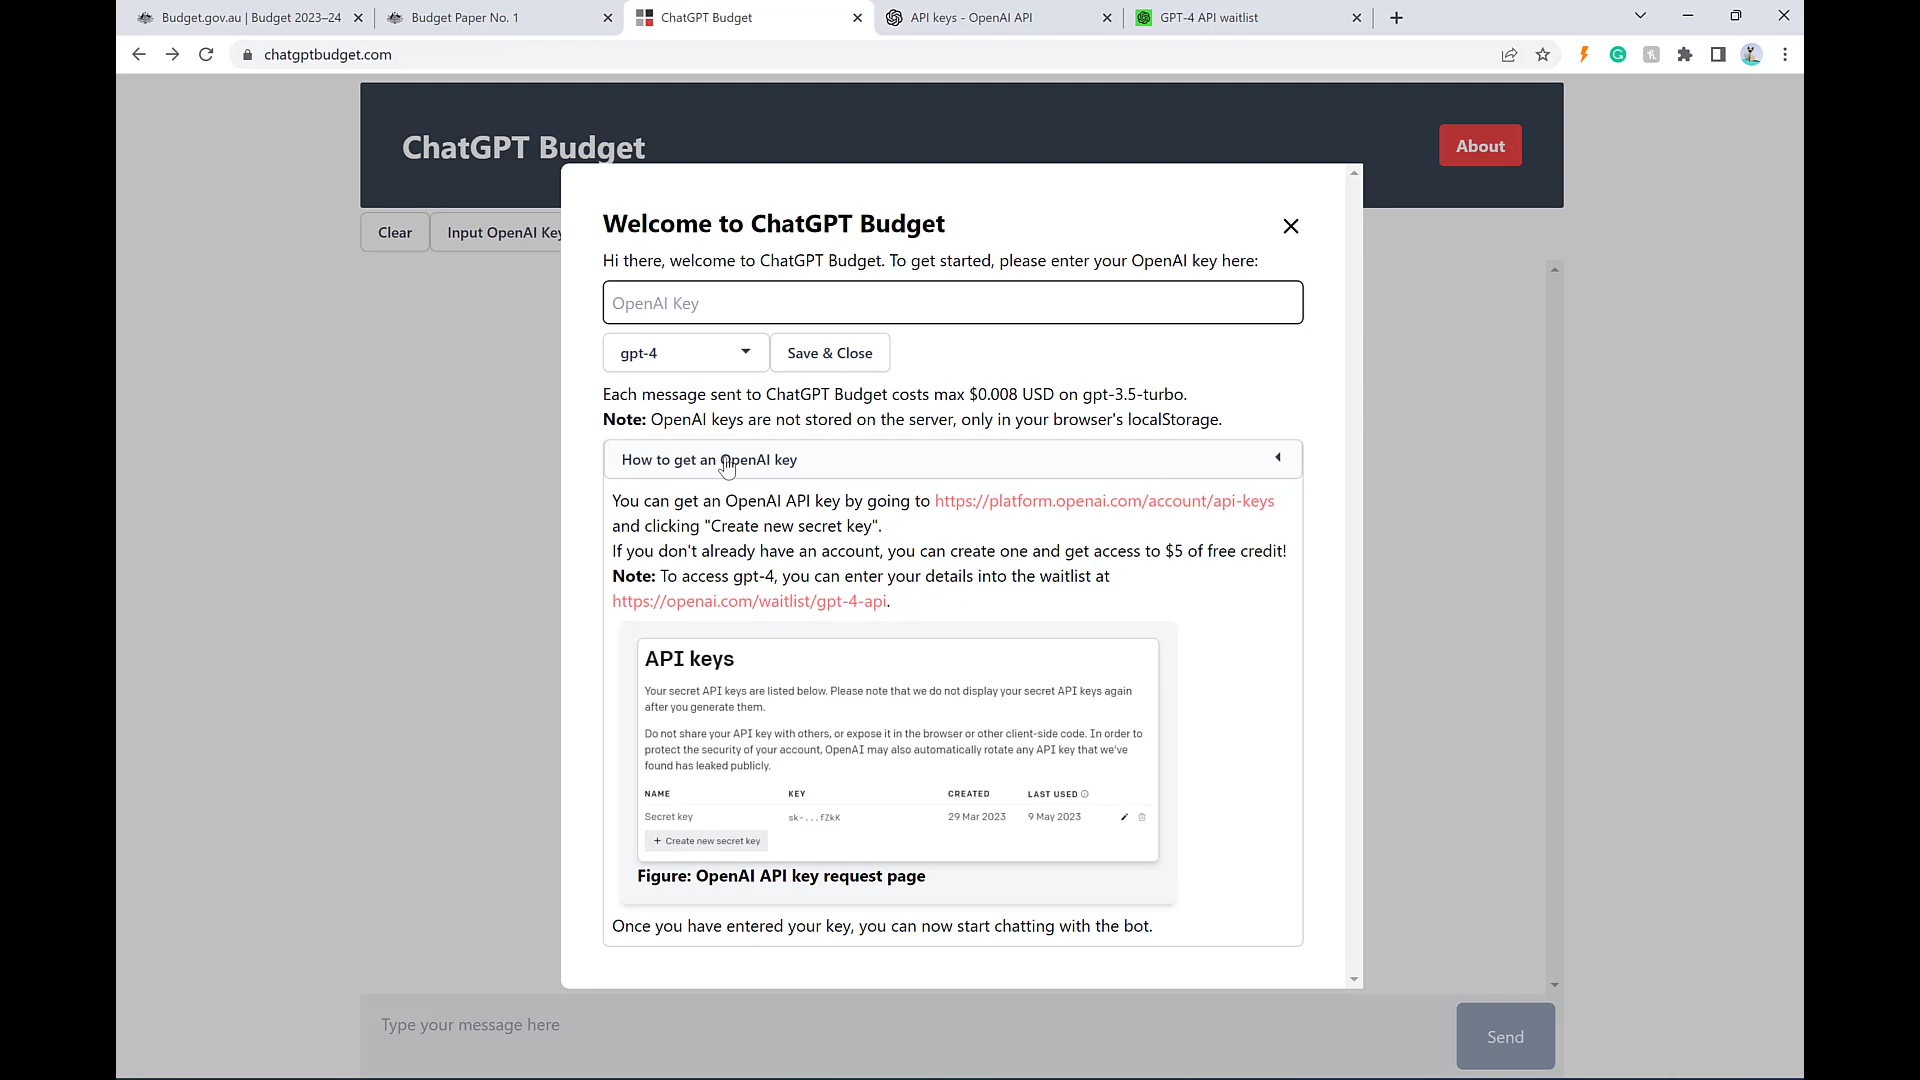 Budget.gov.au | Budget 2023–24
Budget Paper No. 1
ChatGPT Budget
API keys - OpenAI API
GPT-4 API waitlist
chatgptbudget.com
ChatGPT Budget
About
Clear
Input OpenAI Key
Welcome to ChatGPT Budget
Hi there, welcome to ChatGPT Budget. To get started, please enter your OpenAI key here:
OpenAI Key
gpt-4
Save & Close
Each message sent to ChatGPT Budget costs max $0.008 USD on gpt-3.5-turbo.
Note: OpenAI keys are not stored on the server, only in your browser's localStorage.
How to get an OpenAI key
You can get an OpenAI API key by going to https://platform.openai.com/account/api-keys
and clicking "Create new secret key".
If you don't already have an account, you can create one and get access to $5 of free credit!
Note: To access gpt-4, you can enter your details into the waitlist at
https://openai.com/waitlist/gpt-4-api.
API keys
Your secret API keys are listed below. Please note that we do not display your secret API keys again
after you generate them.
Do not share your API key with others, or expose it in the browser or other client-side code. In order to
protect the security of your account, OpenAI may also automatically rotate any API key that we've
found has leaked publicly.
NAME KEY CREATED LAST USED
Secret key sk-...fZkK 29 Mar 2023 9 May 2023
+ Create new secret key
Figure: OpenAI API key request page
Once you have entered your key, you can now start chatting with the bot.
Type your message here
Send